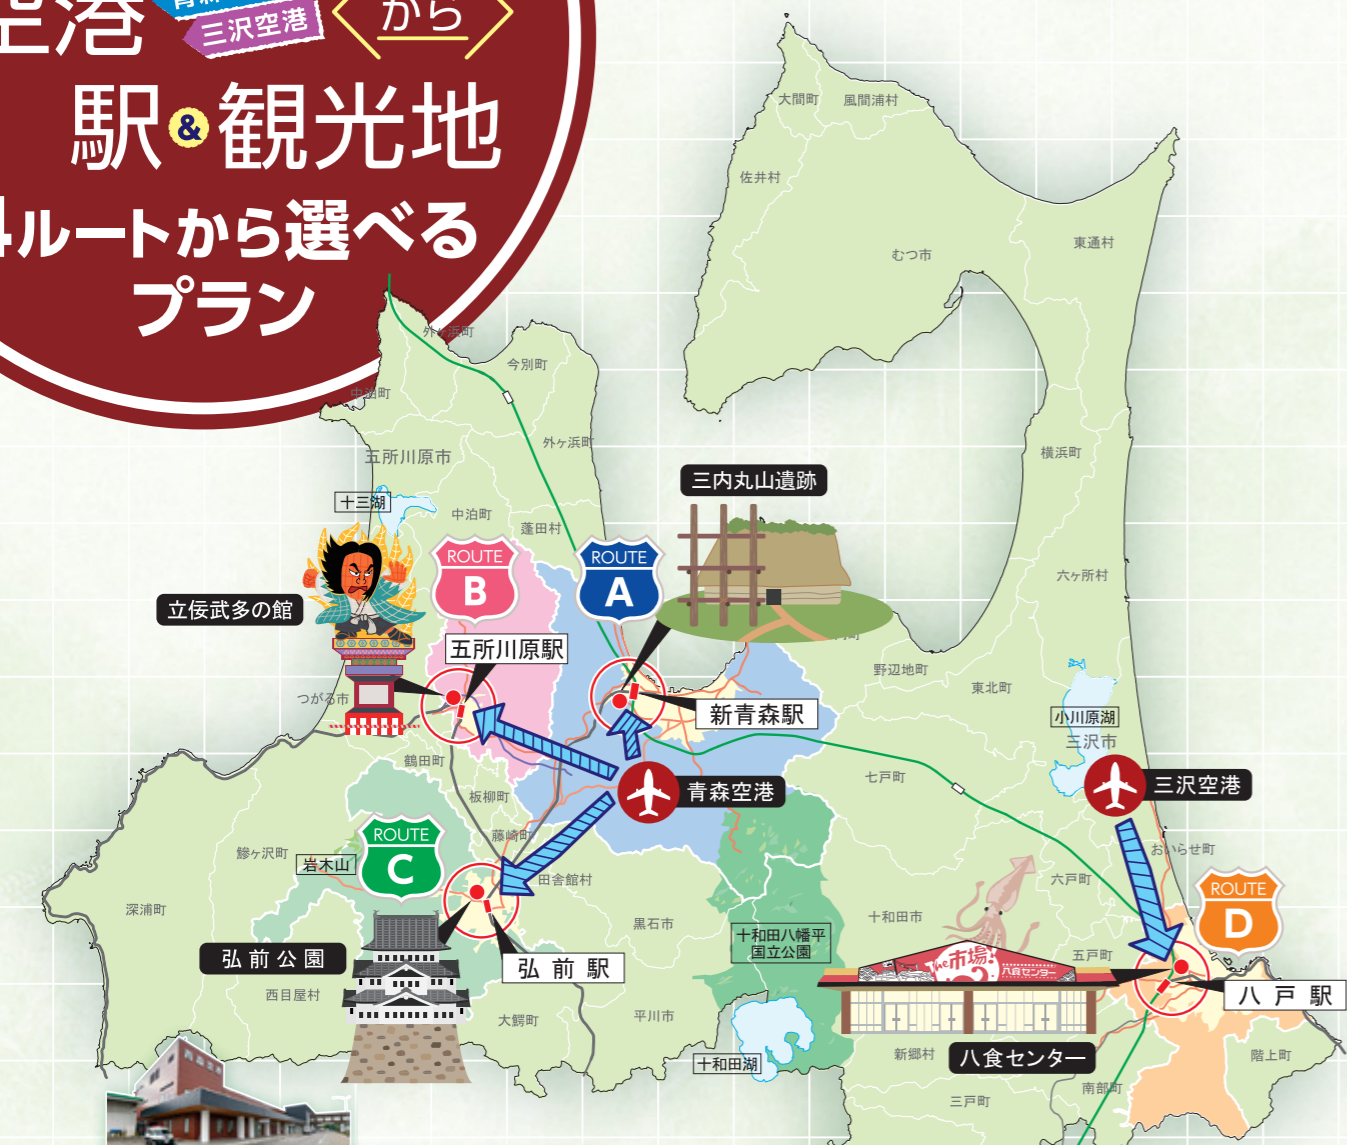 空港
三沢空港
から
駅&観光地
4ルートから選べる
プラン
大間町
風間浦村
佐井村
むつ市
東通村
外ヶ浜町
今別町
中泊町
外ヶ浜町
五所川原市
横浜町
十三湖
中泊町
蓬田村
三内丸山遺跡
ROUTE
B
ROUTE
A
六ヶ所村
立佞武多の館
五所川原駅
野辺地町
東北町
つがる市
新青森駅
小川原湖
三沢市
鶴田町
七戸町
青森空港
三沢空港
板柳町
藤崎町
ROUTE
C
鰺ヶ沢町
岩木山
おいらせ町
田舎館村
六戸町
ROUTE
D
深浦町
黒石市
十和田市
十和田八幡平
国立公園
弘前公園
弘前駅
五戸町
The市場!
八食センター
西目屋村
八戸駅
大鰐町
平川市
十和田湖
新郷村
八食センター
階上町
南部町
三戸町